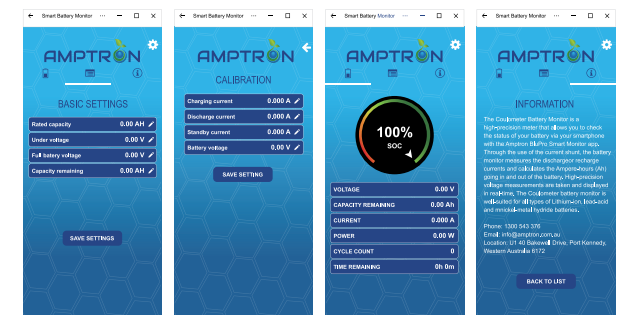 Smart Battery Monitor
AMPTRON
BASIC SETTINGS
Rated capacity 0.00 AH
Under voltage 0.00 V
Full batery voltage 0.00 V
Capacity remaining 0.00 AH
SAVE SETTINGS
Smart Battery Monitor
AMPTRON
CALIBRATION
Charging current 0.000 A
Discharge current 0,000 A
Standby current 0.000 A
Battery voltage 0,00 V
SAVE SETTING
Smart Battery Monitor
AMPTRON
100%
SOC
VOLTAGE 0.00 V
CAPACITY REMAINING 0.00 Ah
CURRENT 0.000 A
POWER 0.00 W
CYCLE COUNT 0
TIME REMAINING 0h 0m
Smart Battery Monitor
AMPTRON
INFORMATION
The Coulometer Battery Monitor is a
high-precision meter that allows you to check
the status of your battery via your smartphone
with the Amptron BluPro Smart Monitor app.
Through the use of the current shunt, the battery
monitor measures the dischargeor recharge
currents and calculates the Ampere-hours (Ah)
going in and out of the battery. High-precision
voltage measurements are taken and displayed
in real-time, The Coulometer battery monitor is
well-suited for all types of Lithium-ion, lead-acid
and mnickel-metal hydride batteries.
Phone: 1300 543 376
Email: info@amptron.com.au
Location: U1 40 Bakewell Drive, Port Kennedy,
Western Australia 6172
BACK TO LIST